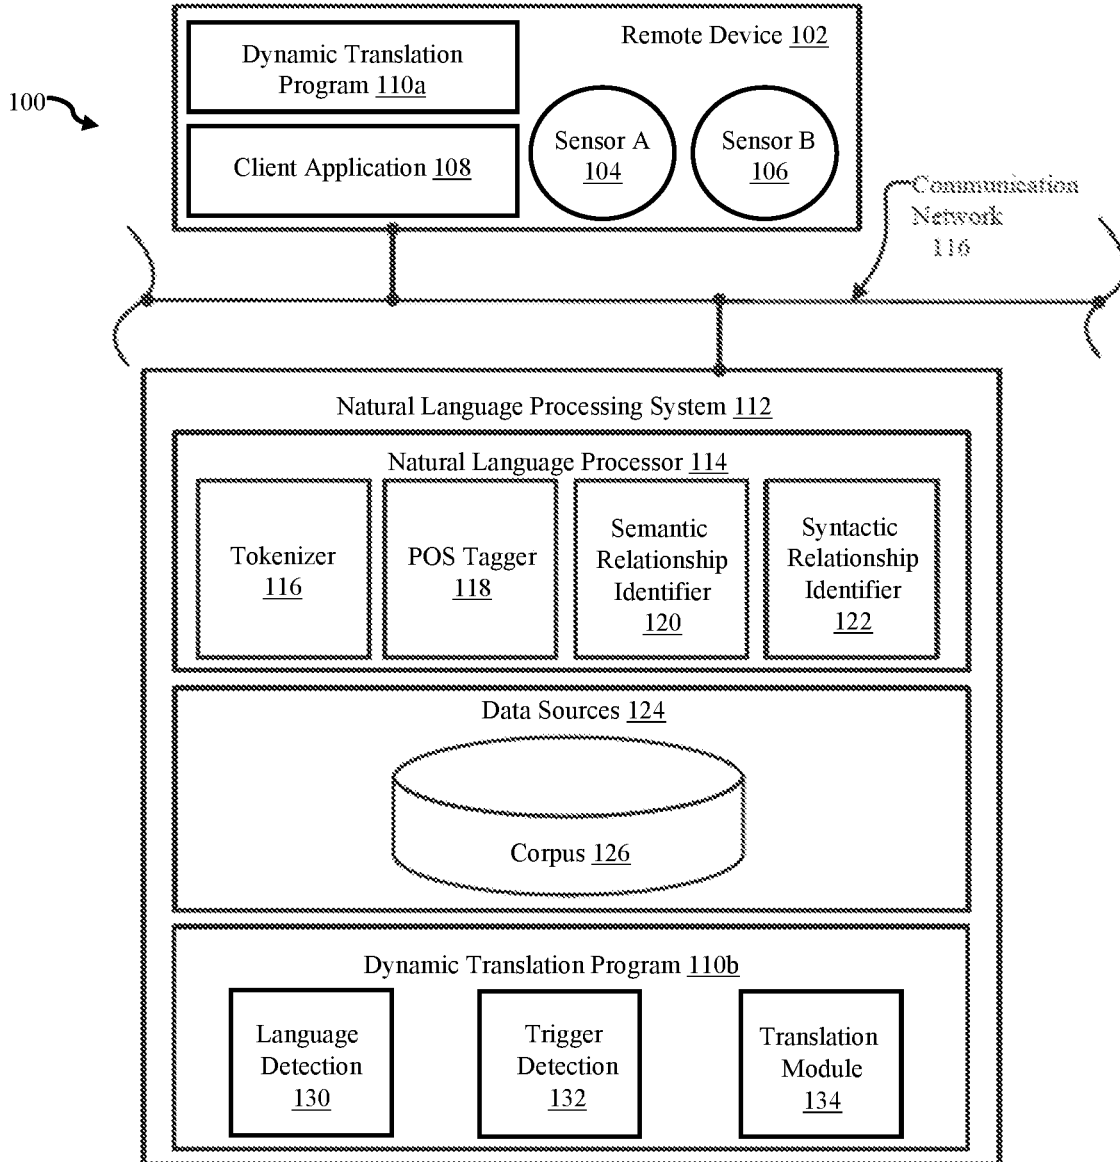 100
Remote Device 102
Dynamic Translation
Program 110a
Client Application 108
Sensor A
104
Sensor B
106
Communication
Network
116
Natural Language Processing System 112
Natural Language Processor 114
Tokenizer
116
POS Tagger
118
Semantic
Relationship
Identifier
120
Syntactic
Relationship
Identifier
122
Data Sources 124
Corpus 126
Dynamic Translation Program 110b
Language
Detection
130
Trigger
Detection
132
Translation
Module
134